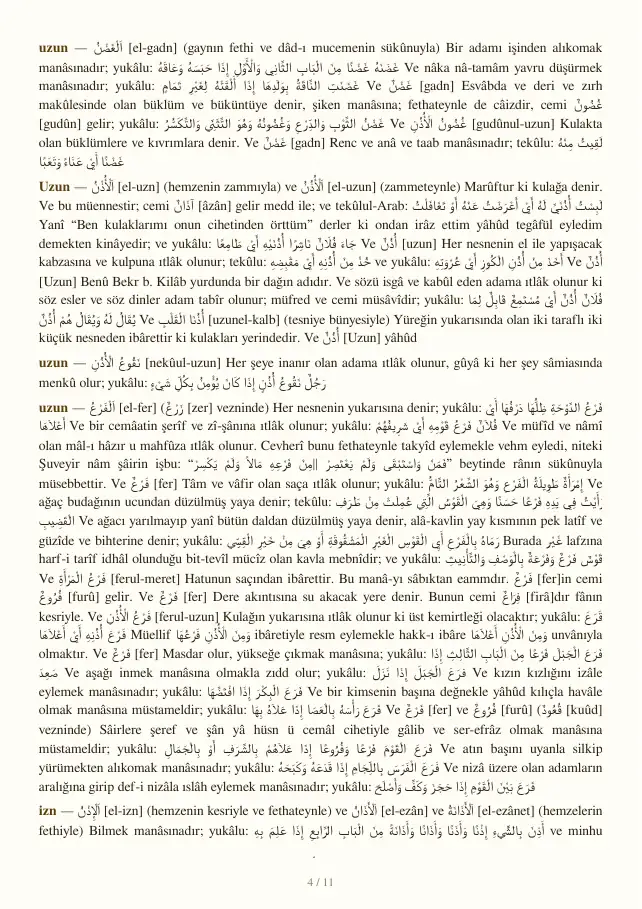 uzun — اَلْغَضْنُ [el-gadn] (gaynın fethi ve dâd-ı mucemenin sükûnuyla) Bir adamı işinden alıkomak
manâsınadır; yukâlu: غَضَنَهُ غَضْنًا مِنَ الْبَابِ الثَّانِي وَالْأَوَّلِ إِذَا حَبَسَهُ وَعَاقَهُ Ve nâka nâ-tamâm yavru düşürmek
manâsınadır; yukâlu: غَضَنَتِ النَّاقَةُ بِوَلَدِهَا إِذَا أَلْقَتْهُ لِغَيْرِ تَمَامٍ Ve غَضْنٌ [gadn] Esvâbda ve deri ve zırh
makûlesinde olan büklüm ve büküntüye denir, şiken manâsına; fethateynle de câizdir, cemi غُضُونٌ
[gudûn] gelir; yukâlu: غَضَنُ الثَّوْبِ وَالدِّرْعِ وَغُضُونُهُ وَهُوَ التَّثَنِّي وَالتَّكَسُّرُ Ve غُضُونُ الْأُذُنِ [gudûnul-uzun] Kulakta
olan büklümlere ve kıvrımlara denir. Ve غَضْنٌ [gadn] Renc ve anâ ve taab manâsınadır; tekûlu: لَقِيتُ مِنْهُ
غَضْنًا أَيْ عَنَاءً وَتَعَبًا
Uzun — اَلْأُذْنُ [el-uzn] (hemzenin zammıyla) ve اَلْأُذُنُ [el-uzun] (zammeteynle) Marûftur ki kulağa denir.
Ve bu müennestir; cemi آذَانٌ [âzân] gelir medd ile; ve tekûlul-Arab: لَبِسْتُ أُذُنَيَّ لَهُ أَيْ أَعْرَضْتُ عَنْهُ أَوْ تَغَافَلْتُ
Yanî “Ben kulaklarımı onun cihetinden örttüm” derler ki ondan irâz ettim yâhûd tegâfül eyledim
demekten kinâyedir; ve yukâlu: جَاءَ فُلَانٌ نَاشِرًا أُذُنَيْهِ أَيْ طَامِعًا Ve أُذُنٌ [uzun] Her nesnenin el ile yapışacak
kabzasına ve kulpuna ıtlâk olunur; tekûlu: خُذْ مِنْ أُذُنِهِ أَيْ مَقْبِضِهِ ve yukâlu: أَخَذَ مِنْ أُذُنِ الْكُوزِ أَيْ عُرْوَتِهِ Ve أُذُنٌ
[Uzun] Benû Bekr b. Kilâb yurdunda bir dağın adıdır. Ve sözü isgâ ve kabûl eden adama ıtlâk olunur ki
söz esler ve söz dinler adam tabîr olunur; müfred ve cemi müsâvîdir; yukâlu: فُلَانٌ أُذُنٌ أَيْ مُسْتَمِعٌ قَابِلٌ لِمَا
يُقَالُ لَهُ وَيُقَالُ هُمْ أُذُنٌ Ve أُذُنَا الْقَلْبِ [uzunel-kalb] (tesniye bünyesiyle) Yüreğin yukarısında olan iki taraflı iki
küçük nesneden ibârettir ki kulakları yerindedir. Ve أُذُنٌ [Uzun] yâhûd
uzun — نَقُوعُ الْأُذُنِ [nekûul-uzun] Her şeye inanır olan adama ıtlâk olunur, gûyâ ki her şey sâmiasında
menkû olur; yukâlu: رَجُلٌ نَقُوعُ أُذُنٍ إِذَا كَانَ يُؤْمِنُ بِكُلِّ شَيْءٍ
uzun — اَلْفَرْعُ [el-fer] (زَرْعٌ [zer] vezninde) Her nesnenin yukarısına denir; yukâlu: فَرْعُ الدَّوْحَةِ ظِلُّهَا دَرَفُهَا أَيْ
أَعْلَاهَا Ve bir cemâatin şerîf ve zî-şânına ıtlâk olunur; yukâlu: فُلَانٌ فَرْعُ قَوْمِهِ أَيْ شَرِيفُهُمْ Ve müfîd ve nâmî
olan mâl-ı hâzır u mahfûza ıtlâk olunur. Cevherî bunu fethateynle takyîd eylemekle vehm eyledi, niteki
Şuveyir nâm şâirin işbu: “فَمَنْ وَاسْتَبْقَى وَلَمْ يَعْتَصِرْ ||مِنْ فَرْعِهِ مَالاً وَلَمْ يَكْسِرْ” beytinde rânın sükûnuyla
müsebbettir. Ve فَرْعٌ [fer] Tâm ve vâfir olan saça ıtlâk olunur; yukâlu: إِمْرَأَةٌ طَوِيلَةُ الْفَرْعِ وَهُوَ الشَّعْرُ التَّامُّ Ve
ağaç budağının ucundan düzülmüş yaya denir; tekûlu: رَأَيْتُ فِي يَدِهِ فَرْعًا حَسَنًا وَهِيَ الْقَوْسُ الَّتِي عُمِلَتْ مِنْ طَرَفِ
الْقَضِيبِ Ve ağacı yarılmayıp yanî bütün daldan düzülmüş yaya denir, alâ-kavlin yay kısmının pek latîf ve
güzîde ve bihterine denir; yukâlu: رَمَاهُ بِالْفَرْعِ أَيِ الْقَوْسِ الْغَيْرِ الْمَشْقُوقَةِ أَوْ هِيَ مِنْ خَيْرِ الْقِسِيِّ Burada غَيْر lafzına
harf-i tarîf idhâl olunduğu bit-tevîl mücîz olan kavla mebnîdir; ve yukâlu: قَوْسٌ فَرْعٌ وَفَرْعَةٌ بِالْوَصْفِ وَالتَّأْنِيثِ
Ve فَرْعُ الْمَرْأَةِ [ferul-meret] Hatunun saçından ibârettir. Bu manâ-yı sâbıktan eammdır. فَرْعٌ [fer]in cemi
فُرُوعٌ [furû] gelir. Ve فَرْعٌ [fer] Dere akıntısına su akacak yere denir. Bunun cemi فِرَاعٌ [firâ]dır fânın
kesriyle. Ve فَرْعُ الْأُذُنِ [ferul-uzun] Kulağın yukarısına ıtlâk olunur ki üst kemirtleği olacaktır; yukâlu: قَرَعَ
فَرْعَ أُذُنِهِ أَيْ أَعْلَاهَا Müellif وَمِنَ الْأُذُنِ فَرْعُهَا ibâretiyle resm eylemekle hakk-ı ibâre وَمِنَ الْأُذُنِ أَعْلَاهَا unvânıyla
olmaktır. Ve فَرْعٌ [fer] Masdar olur, yükseğe çıkmak manâsına; yukâlu: فَرَعَ الْجَبَلَ فَرْعًا مِنَ الْبَابِ الثَّالِثِ إِذَا
صَعِدَ Ve aşağı inmek manâsına olmakla zıdd olur; yukâlu: فَرَعَ الْجَبَلَ إِذَا نَزَلَ Ve kızın kızlığını izâle
eylemek manâsınadır; yukâlu: فَرَعَ الْبِكْرَ إِذَا افْتَضَّهَا Ve bir kimsenin başına değnekle yâhûd kılıçla havâle
olmak manâsına müstameldir; yukâlu: فَرَعَ رَأْسَهُ بِالْعَصَا إِذَا عَلَاهُ بِهَا Ve فَرْعٌ [fer] ve فُرُوعٌ [furû] (قُعُودٌ [kuûd]
vezninde) Sâirlere şeref ve şân yâ hüsn ü cemâl cihetiyle gâlib ve ser-efrâz olmak manâsına
müstameldir; yukâlu: فَرَعَ الْقَوْمَ فَرْعًا وَفُرُوعًا إِذَا عَلَاهُمْ بِالشَّرَفِ أَوْ بِالْجَمَالِ Ve atın başını uyanla silkip
yürümekten alıkomak manâsınadır; yukâlu: فَرَعَ الْفَرَسَ بِاللِّجَامِ إِذَا قَدَعَهُ وَكَبَحَهُ Ve nizâ üzere olan adamların
aralığına girip def-i nizâla ıslâh eylemek manâsınadır; yukâlu: فَرَعَ بَيْنَ الْقَوْمِ إِذَا حَجَزَ وَكَفَّ وَأَصْلَحَ
izn — اَلْإِذْنُ [el-izn] (hemzenin kesriyle ve fethateynle) ve اَلْأَذَانُ [el-ezân] ve اَلْأَذَانَةُ [el-ezânet] (hemzelerin
fethiyle) Bilmek manâsınadır; yukâlu: أَذِنَ بِالشَّيْءِ إِذْنًا وَأَذَنًا وَأَذَانًا وَأَذَانَةً مِنَ الْبَابِ الرَّابِعِ إِذَا عَلِمَ بِهِ ve minhu
.
4 / 11